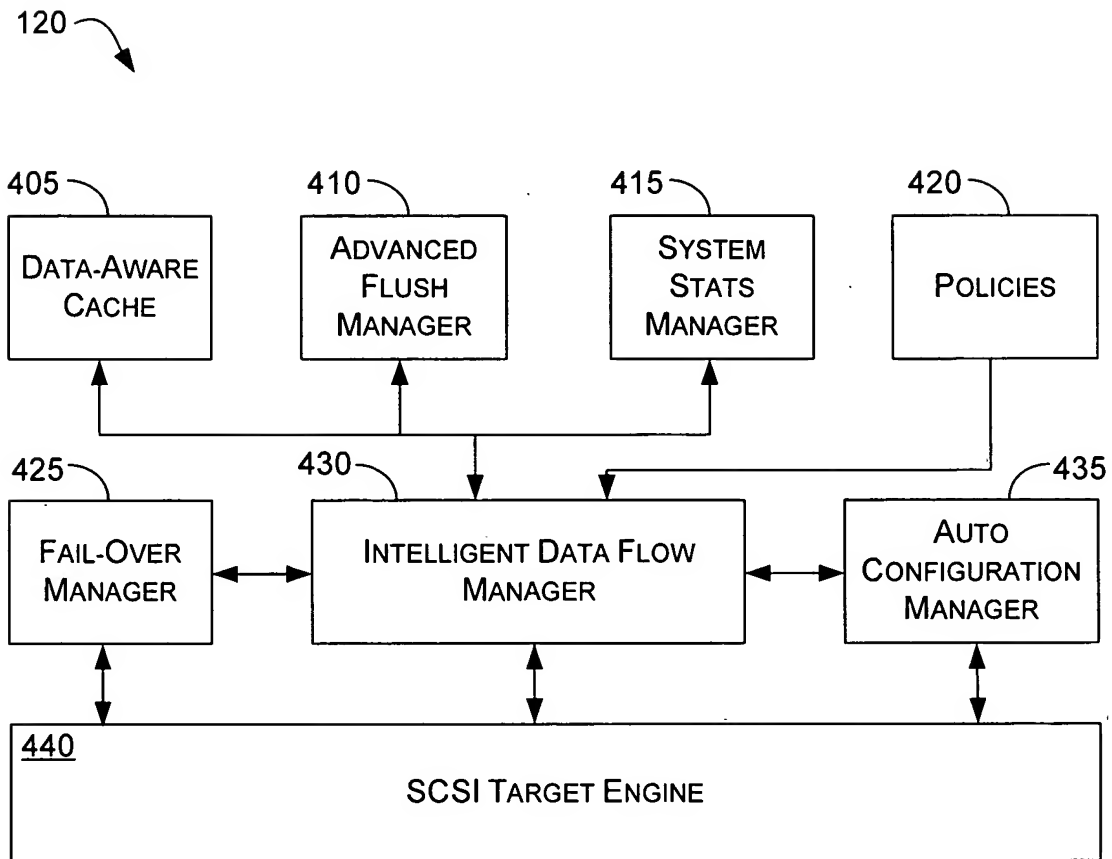 120
405
410
415
420
DATA-AWARE
CACHE
ADVANCED
FLUSH
MANAGER
SYSTEM
STATS
MANAGER
POLICIES
425
430
435
FAIL-OVER
MANAGER
INTELLIGENT DATA FLOW
MANAGER
AUTO
CONFIGURATION
MANAGER
440
SCSI TARGET ENGINE